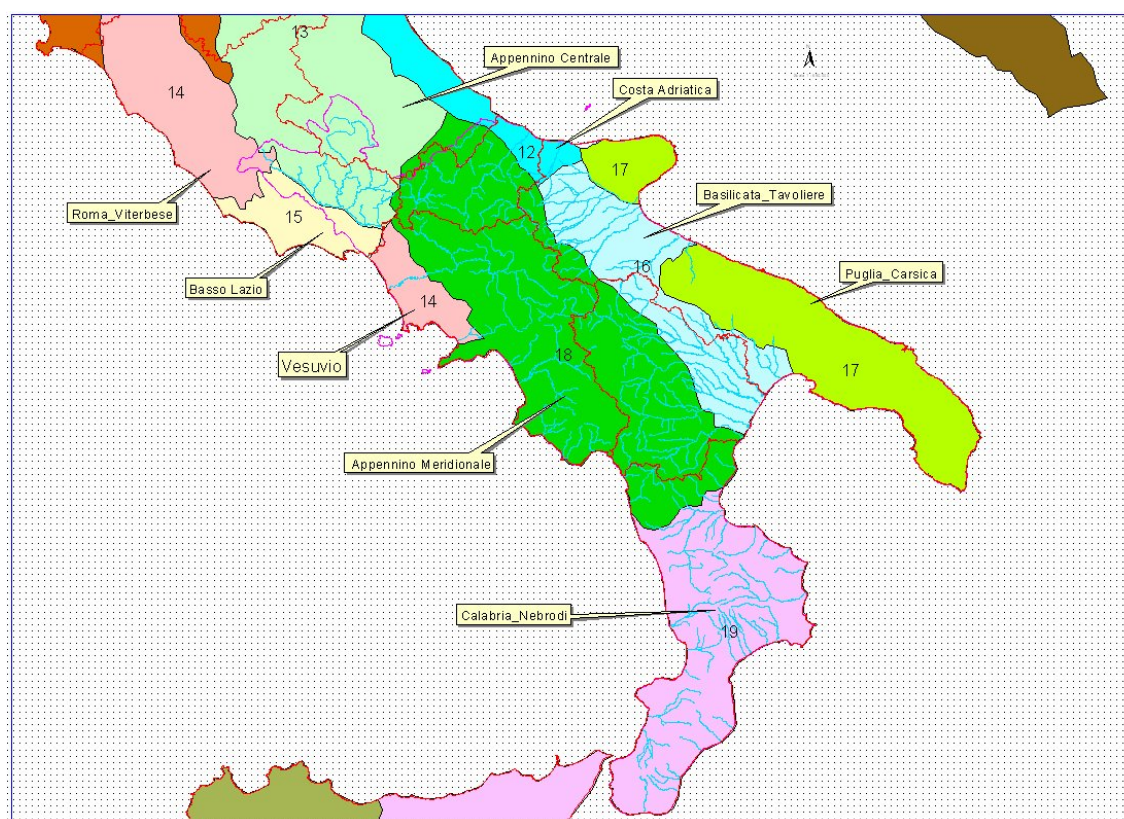 13
Appennino Centrale
14
Costa Adriatica
12
17
Basilicata_Tavoliere
Roma_Viterbese
15
16
Puglia_Carsica
Basso Lazio
14
Vesuvio
18
17
Appennino Meridionale
Calabria_Nebrodi
19